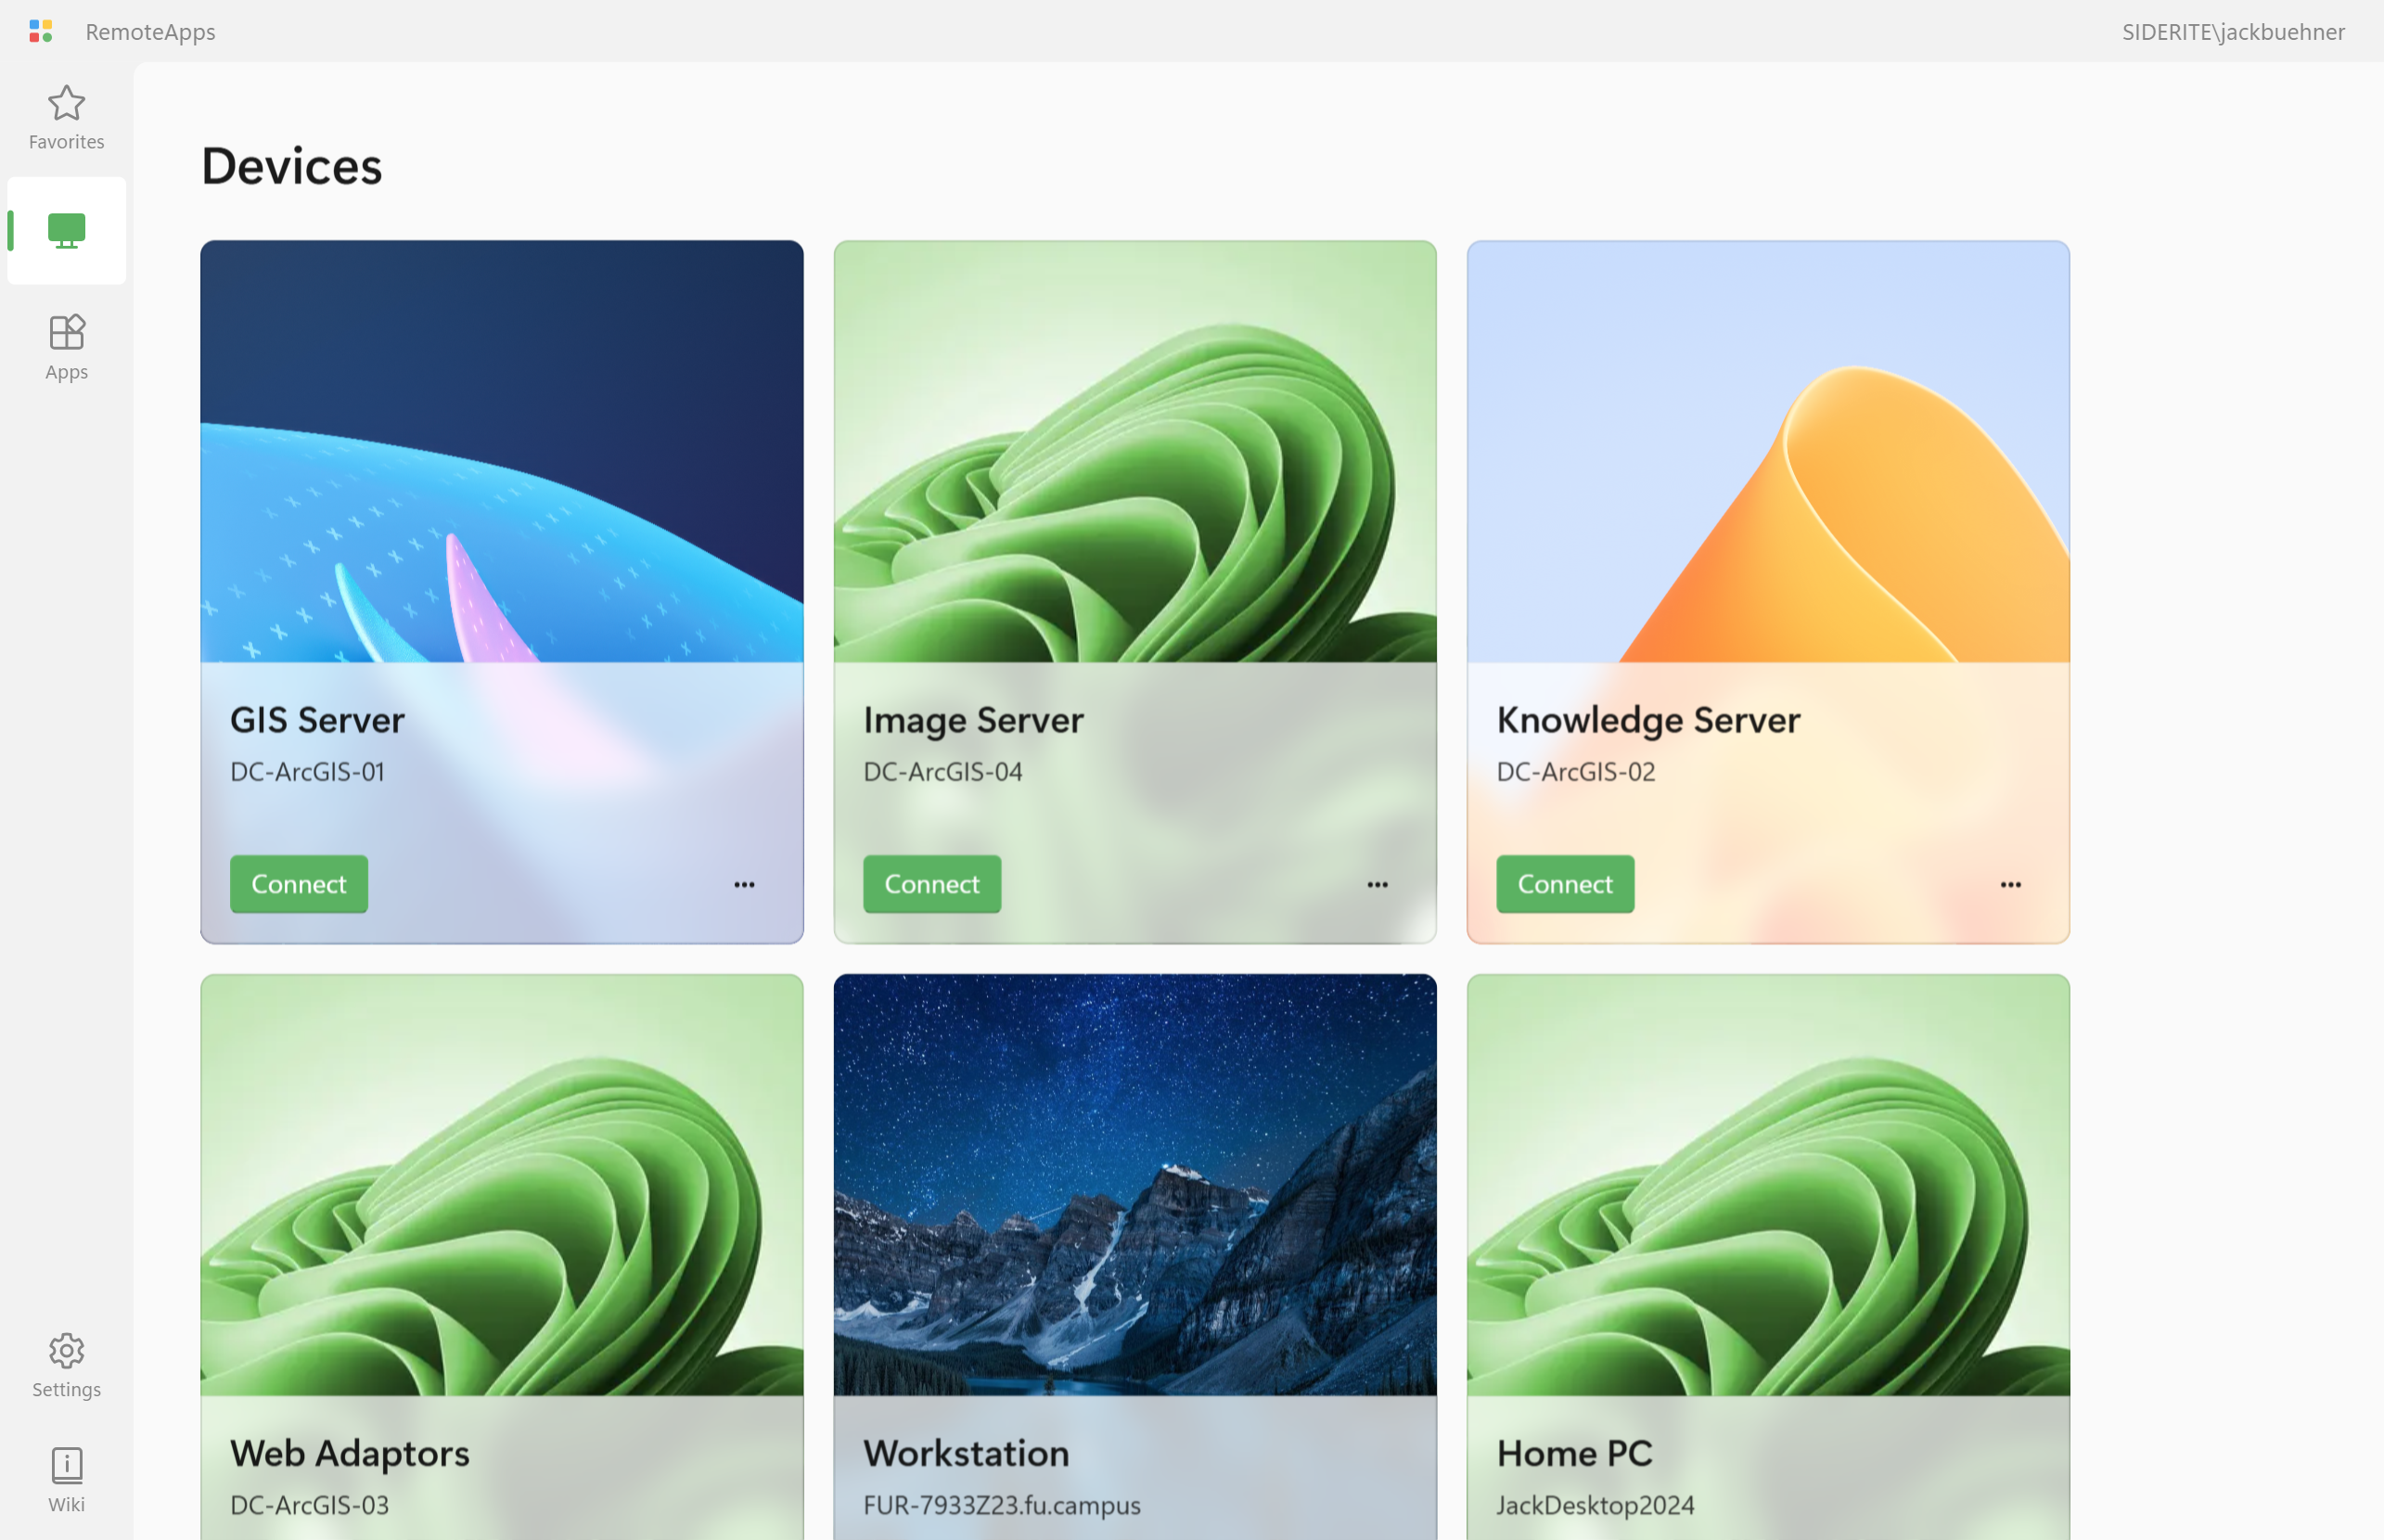 RemoteApps
SIDERITE\jackbuehner
Favorites
Apps
Settings
Wiki
Devices
GIS Server
DC-ArcGIS-01
Connect
Image Server
DC-ArcGIS-04
Connect
Knowledge Server
DC-ArcGIS-02
Connect
Web Adaptors
DC-ArcGIS-03
Workstation
FUR-7933Z23.fu.campus
Home PC
JackDesktop2024